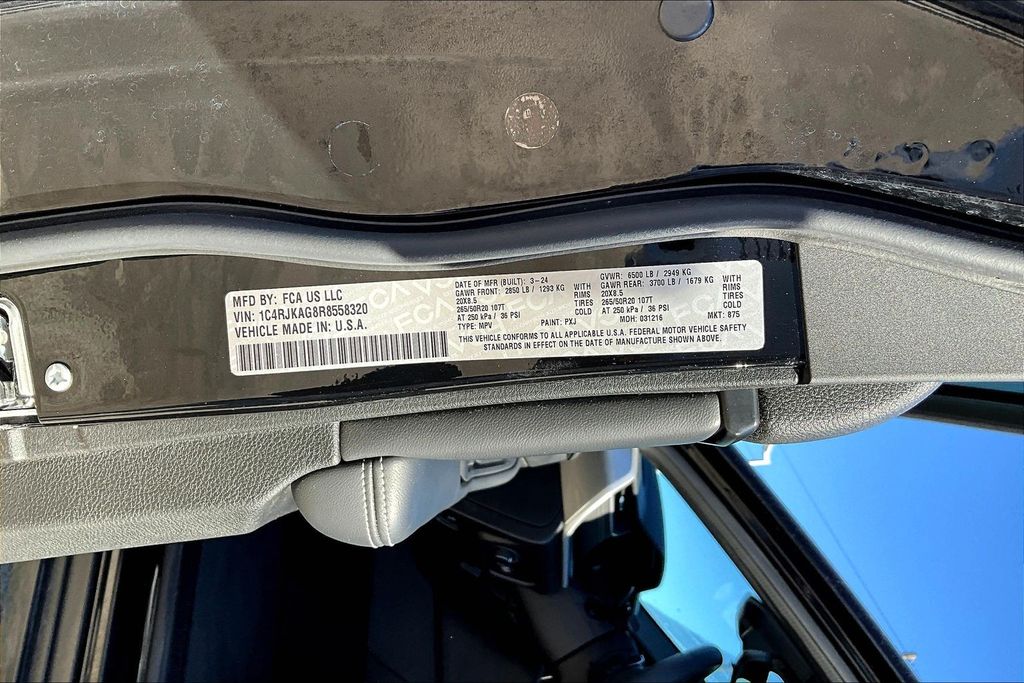 MFD BY: FCA US LLC
VIN: 1C4RJKAG8R8558320
VEHICLE MADE IN U.S.A.
DATE OF MFR (BUILT): 3-24
GAWR FRONT: 2850 LB / 1293 KG WITH
20X8.5 RIMS
265/50R20 107T TIRES
AT 250 kPa / 36 PSI COLD
TYPE: MPV PAINT: PXJ
GVWR: 6500 LB / 2949 KG
GAWR REAR: 3700 LB / 1679 KG WITH
20X8.5 RIMS
265/50R20 107T TIRES
AT 250 kPa / 36 PSI COLD
MDH: 031216 MKT: 875
THIS VEHICLE CONFORMS TO ALL APPLICABLE U.S.A. FEDERAL MOTOR VEHICLE SAFETY
STANDARDS IN EFFECT ON THE DATE OF MANUFACTURE SHOWN ABOVE.